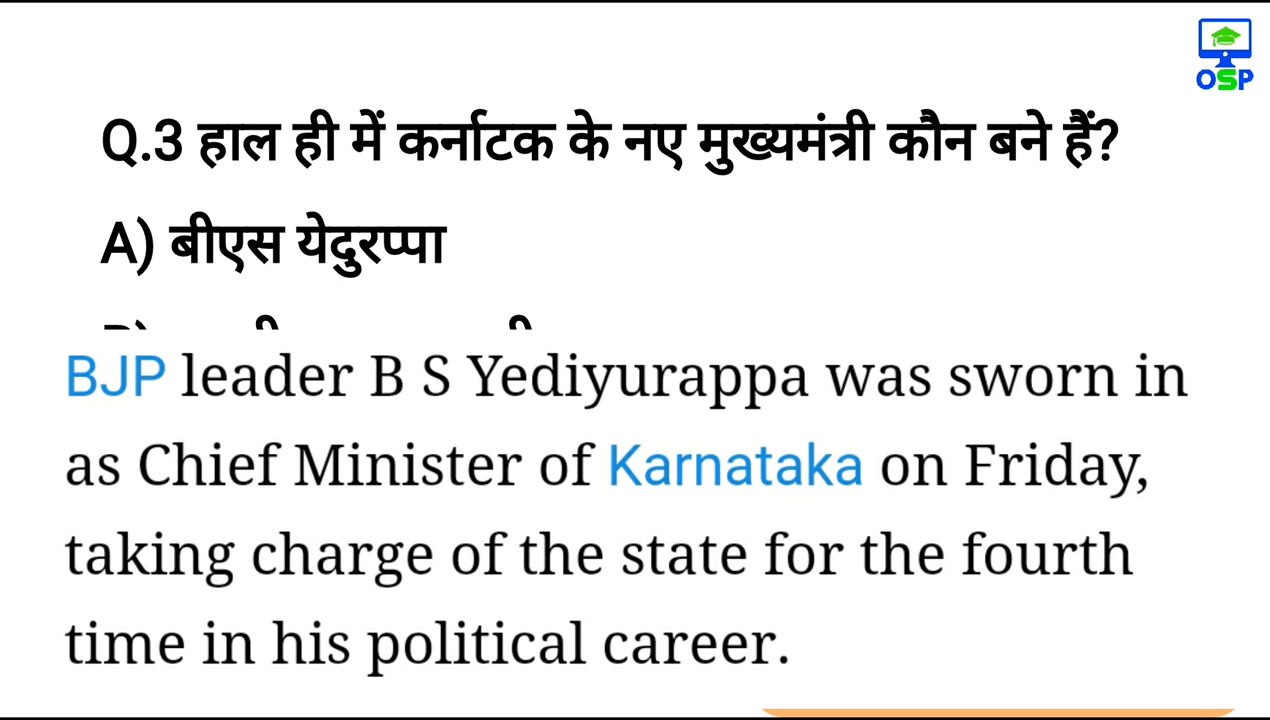 OSP
Q.3 हाल ही में कर्नाटक के नए मुख्यमंत्री कौन बने हैं?
A) बीएस येदुरप्पा
BJP leader B S Yediyurappa was sworn in
as Chief Minister of Karnataka on Friday,
taking charge of the state for the fourth
time in his political career.